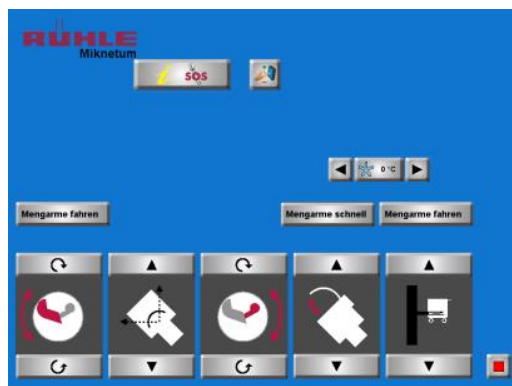 RÜHLE
Miknetum
i SOS
0 °C
Mengarme fahren
Mengarme schnell
Mengarme fahren